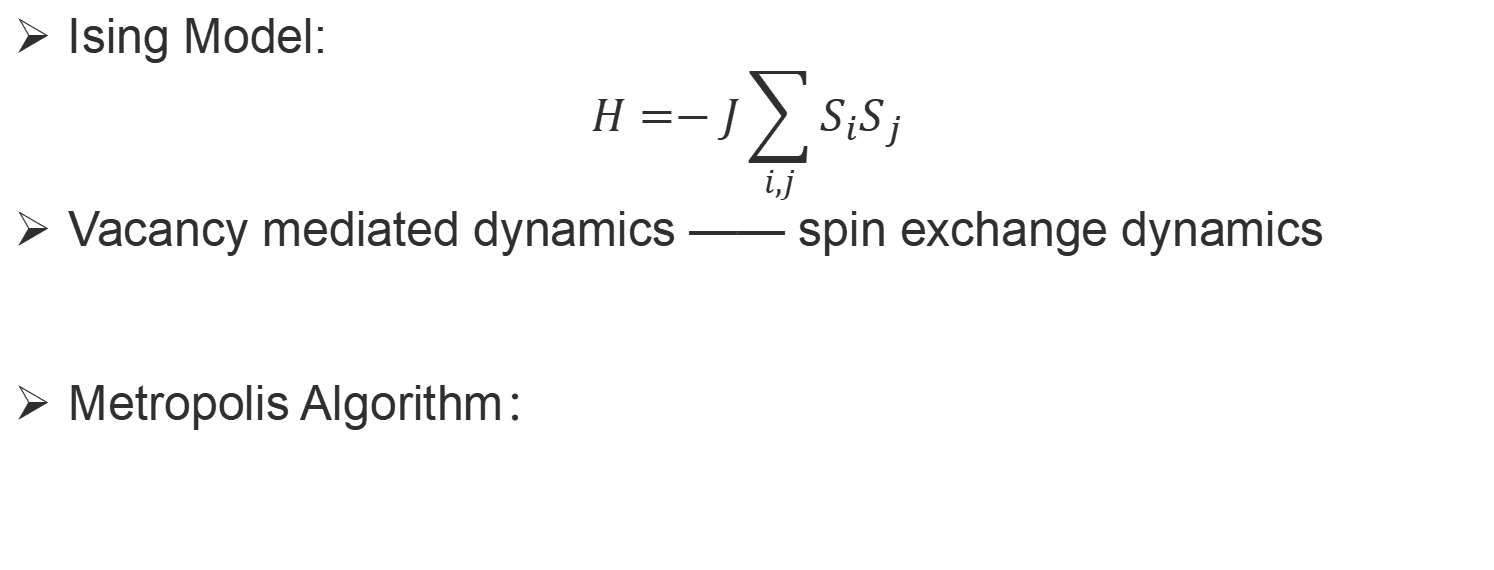 ➢ Ising Model:
H =− J ∑ SᵢSⱼ
i,j
➢ Vacancy mediated dynamics —— spin exchange dynamics
➢ Metropolis Algorithm：